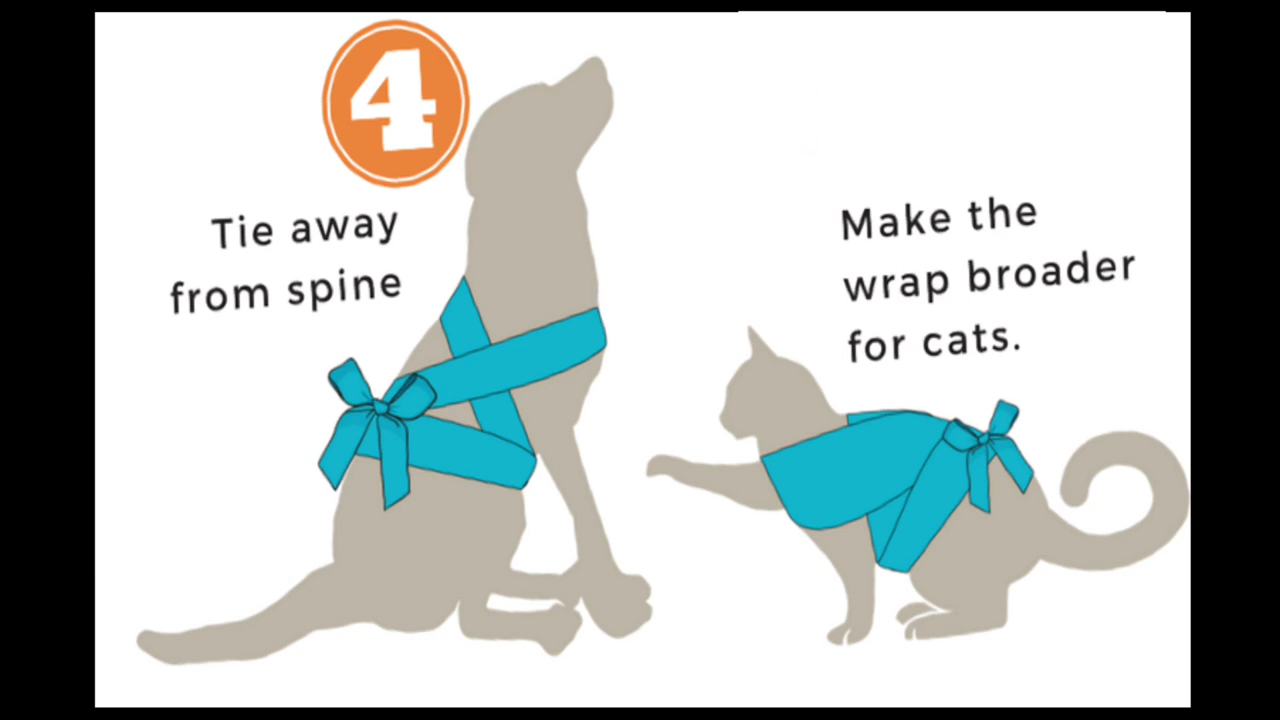 4
Tie away
from spine
Make the
wrap broader
for cats.